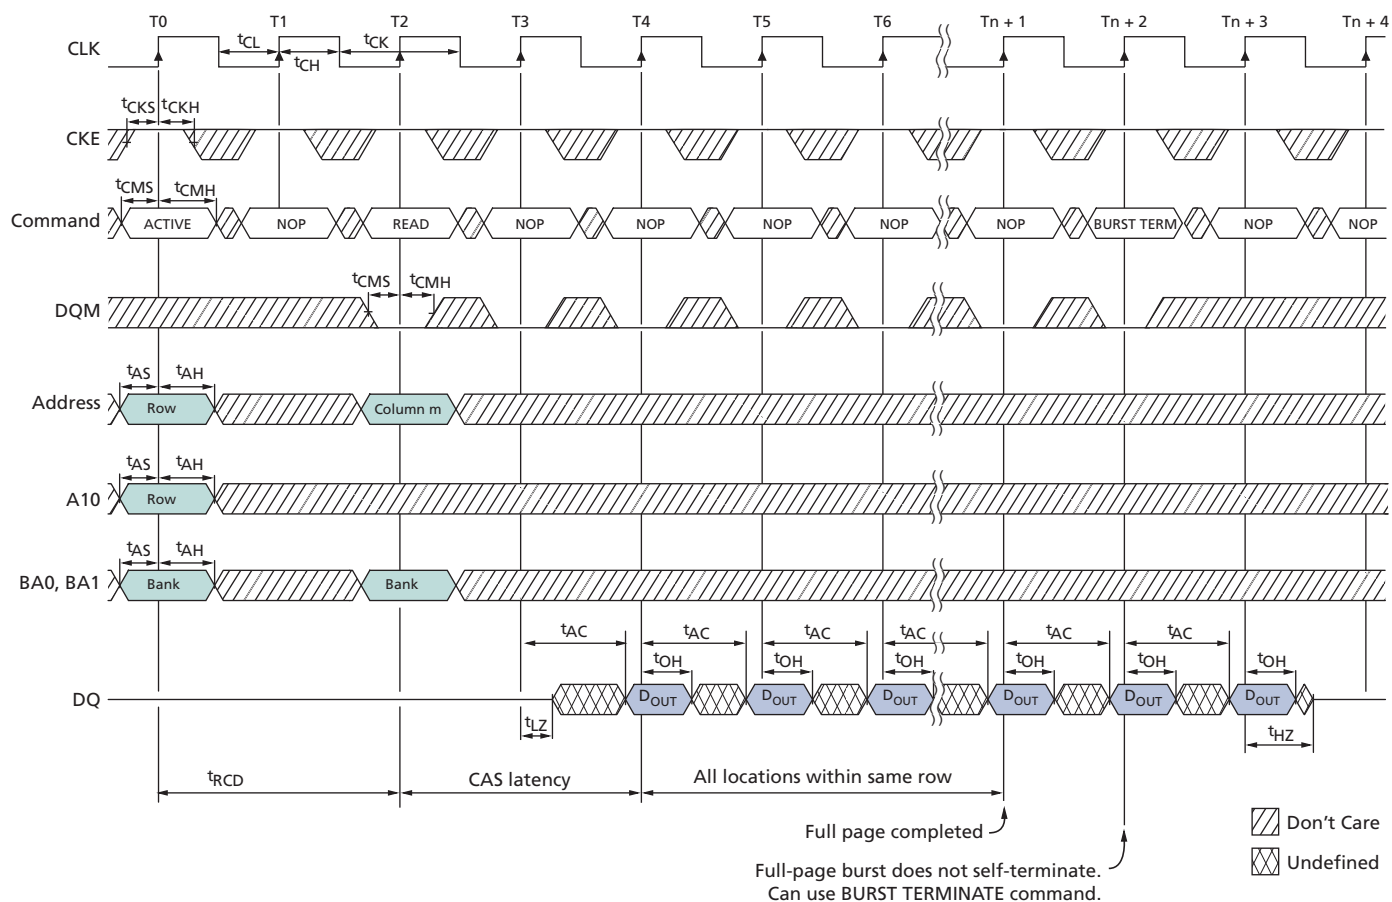 T0 T1 T2 T3 T4 T5 T6 Tn + 1 Tn + 2 Tn + 3 Tn + 4
CLK
tCL tCK
tCH
tCKS tCKH
CKE
tCMS tCMH
Command ACTIVE NOP READ NOP NOP NOP NOP NOP BURST TERM NOP NOP
tCMS tCMH
DQM
tAS tAH
Address Row Column m
tAS tAH
A10 Row
tAS tAH
BA0, BA1 Bank Bank
tAC tAC tAC tAC tAC tAC
tOH tOH tOH tOH tOH tOH
DQ DOUT DOUT DOUT DOUT DOUT DOUT
tLZ tHZ
tRCD CAS latency All locations within same row
Full page completed
Don't Care
Undefined
Full-page burst does not self-terminate.
Can use BURST TERMINATE command.